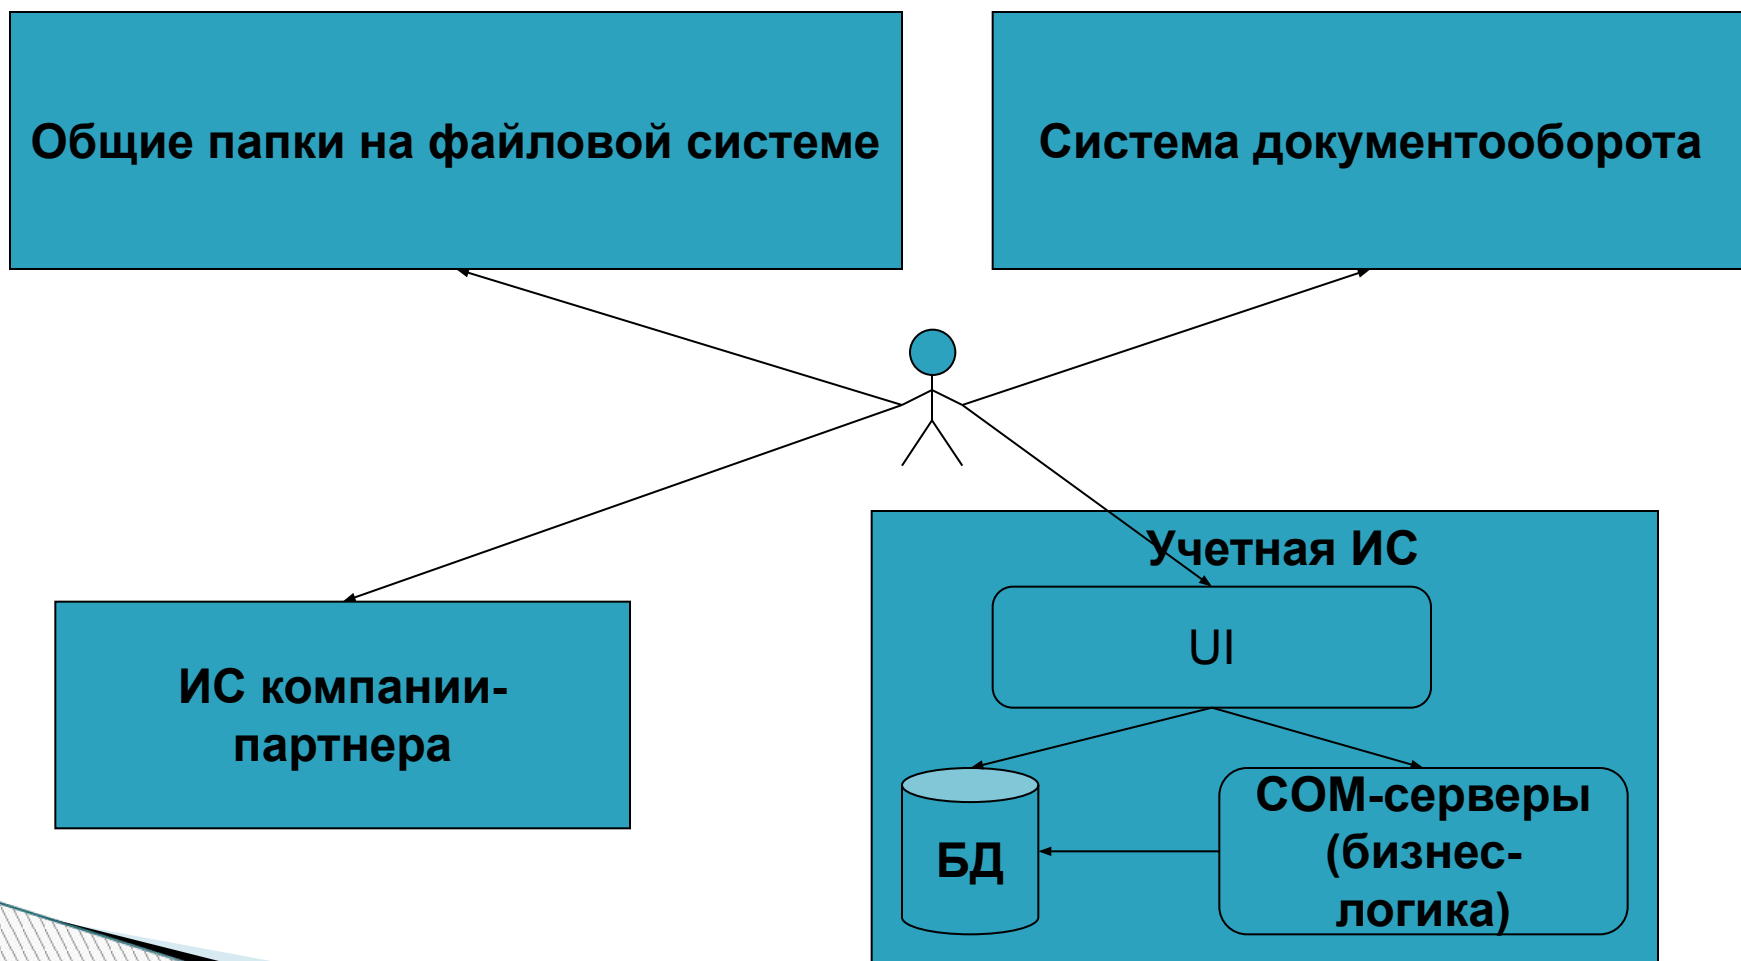 Общие папки на файловой системе
Система документооборота
Учетная ИС
UI
ИС компании-
партнера
БД
COM-серверы
(бизнес-
логика)